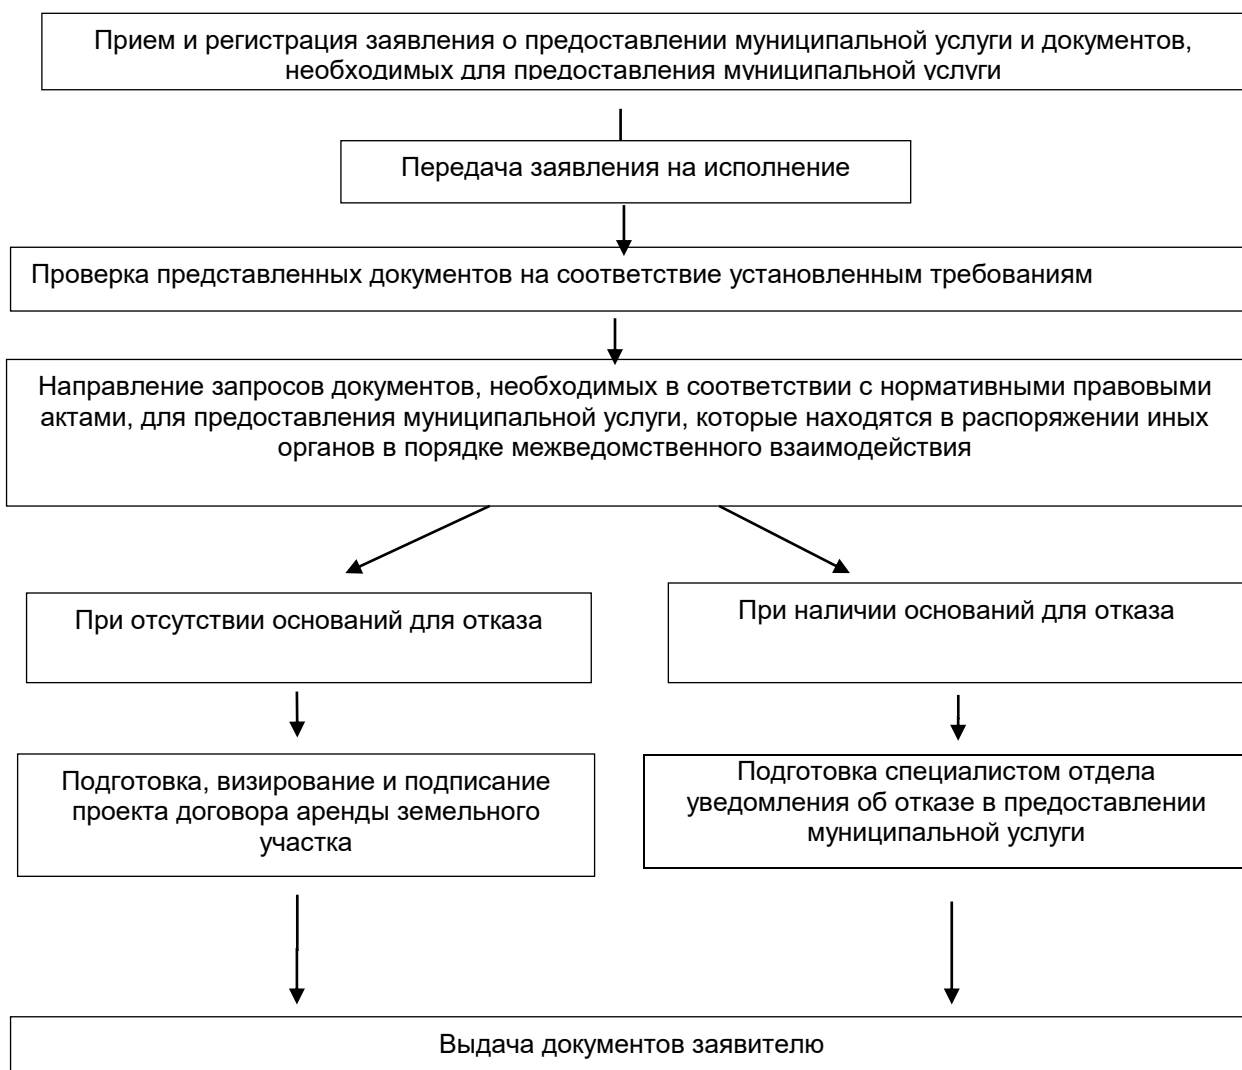 Прием и регистрация заявления о предоставлении муниципальной услуги и документов,
необходимых для предоставления муниципальной услуги
Передача заявления на исполнение
Проверка представленных документов на соответствие установленным требованиям
Направление запросов документов, необходимых в соответствии с нормативными правовыми
актами, для предоставления муниципальной услуги, которые находятся в распоряжении иных
органов в порядке межведомственного взаимодействия
При отсутствии оснований для отказа
При наличии оснований для отказа
Подготовка, визирование и подписание
проекта договора аренды земельного
участка
Подготовка специалистом отдела
уведомления об отказе в предоставлении
муниципальной услуги
Выдача документов заявителю